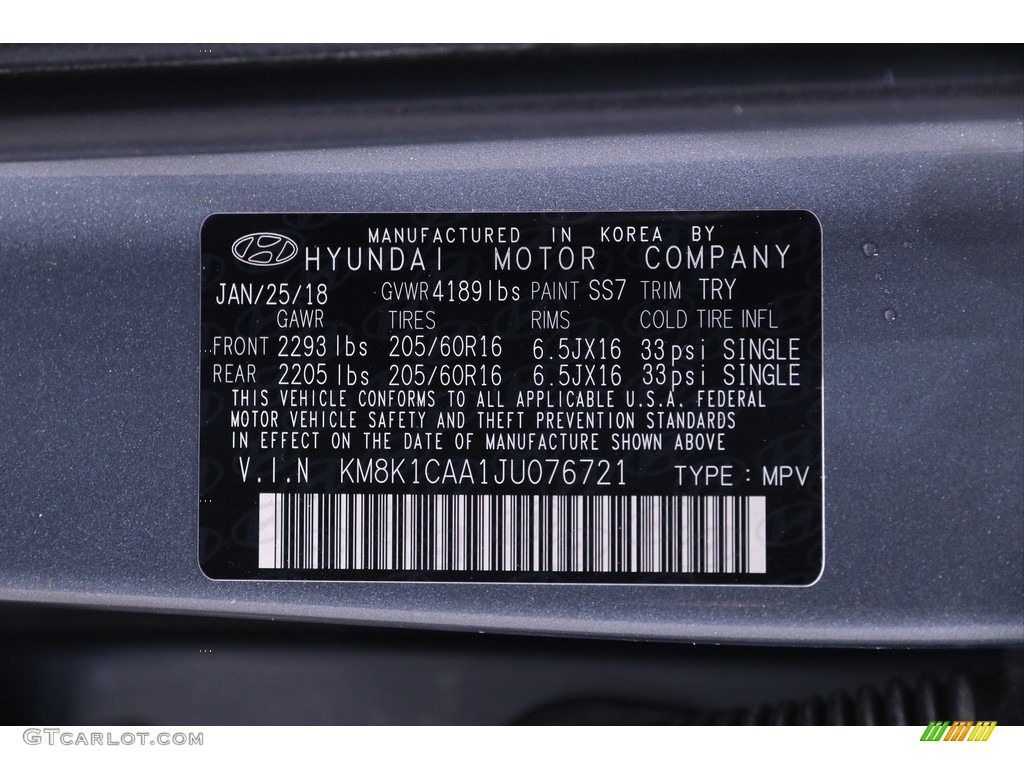 MANUFACTURED IN KOREA BY
HYUNDAI MOTOR COMPANY
JAN/25/18 GVWR 4189lbs PAINT SS7 TRIM TRY
GAWR TIRES RIMS COLD TIRE INFL
FRONT 2293lbs 205/60R16 6.5JX16 33psi SINGLE
REAR 2205lbs 205/60R16 6.5JX16 33psi SINGLE
THIS VEHICLE CONFORMS TO ALL APPLICABLE U.S.A. FEDERAL
MOTOR VEHICLE SAFETY AND THEFT PREVENTION STANDARDS
IN EFFECT ON THE DATE OF MANUFACTURE SHOWN ABOVE
V.I.N KM8K1CAA1JU076721 TYPE : MPV
GTCarlot.com